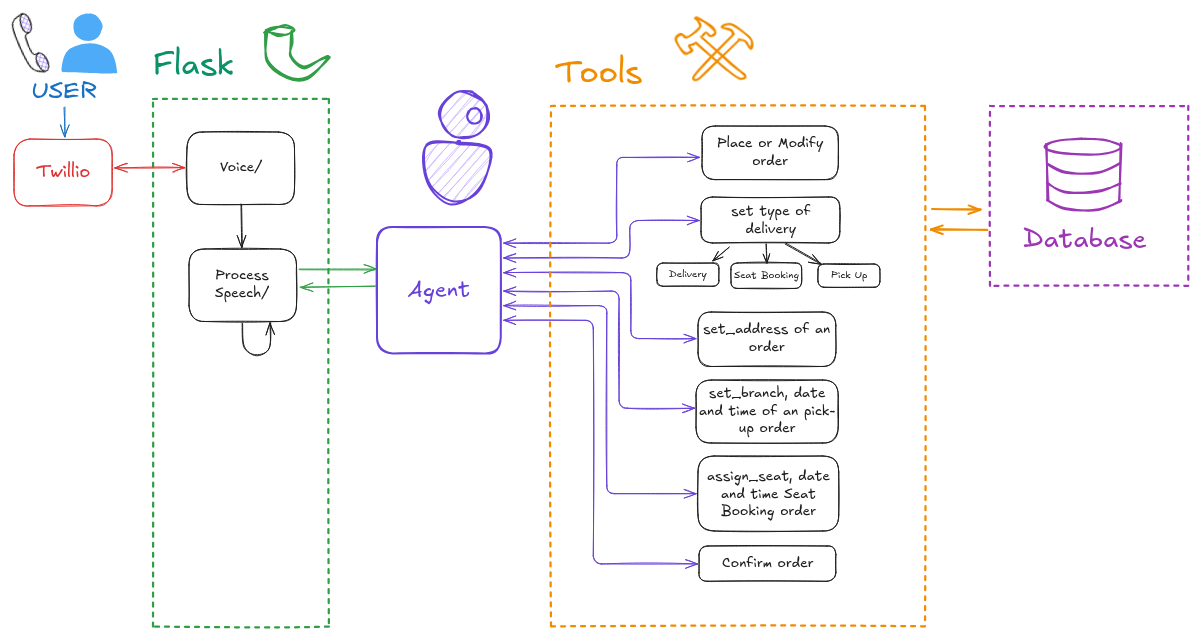 USER
Twillio
Flask
Voice/
Process
Speech/
Agent
Tools
Place or Modify
order
set type of
delivery
Delivery
Seat Booking
Pick Up
set_address of an
order
set_branch, date
and time of an pick-
up order
assign_seat, date
and time Seat
Booking order
Confirm order
Database